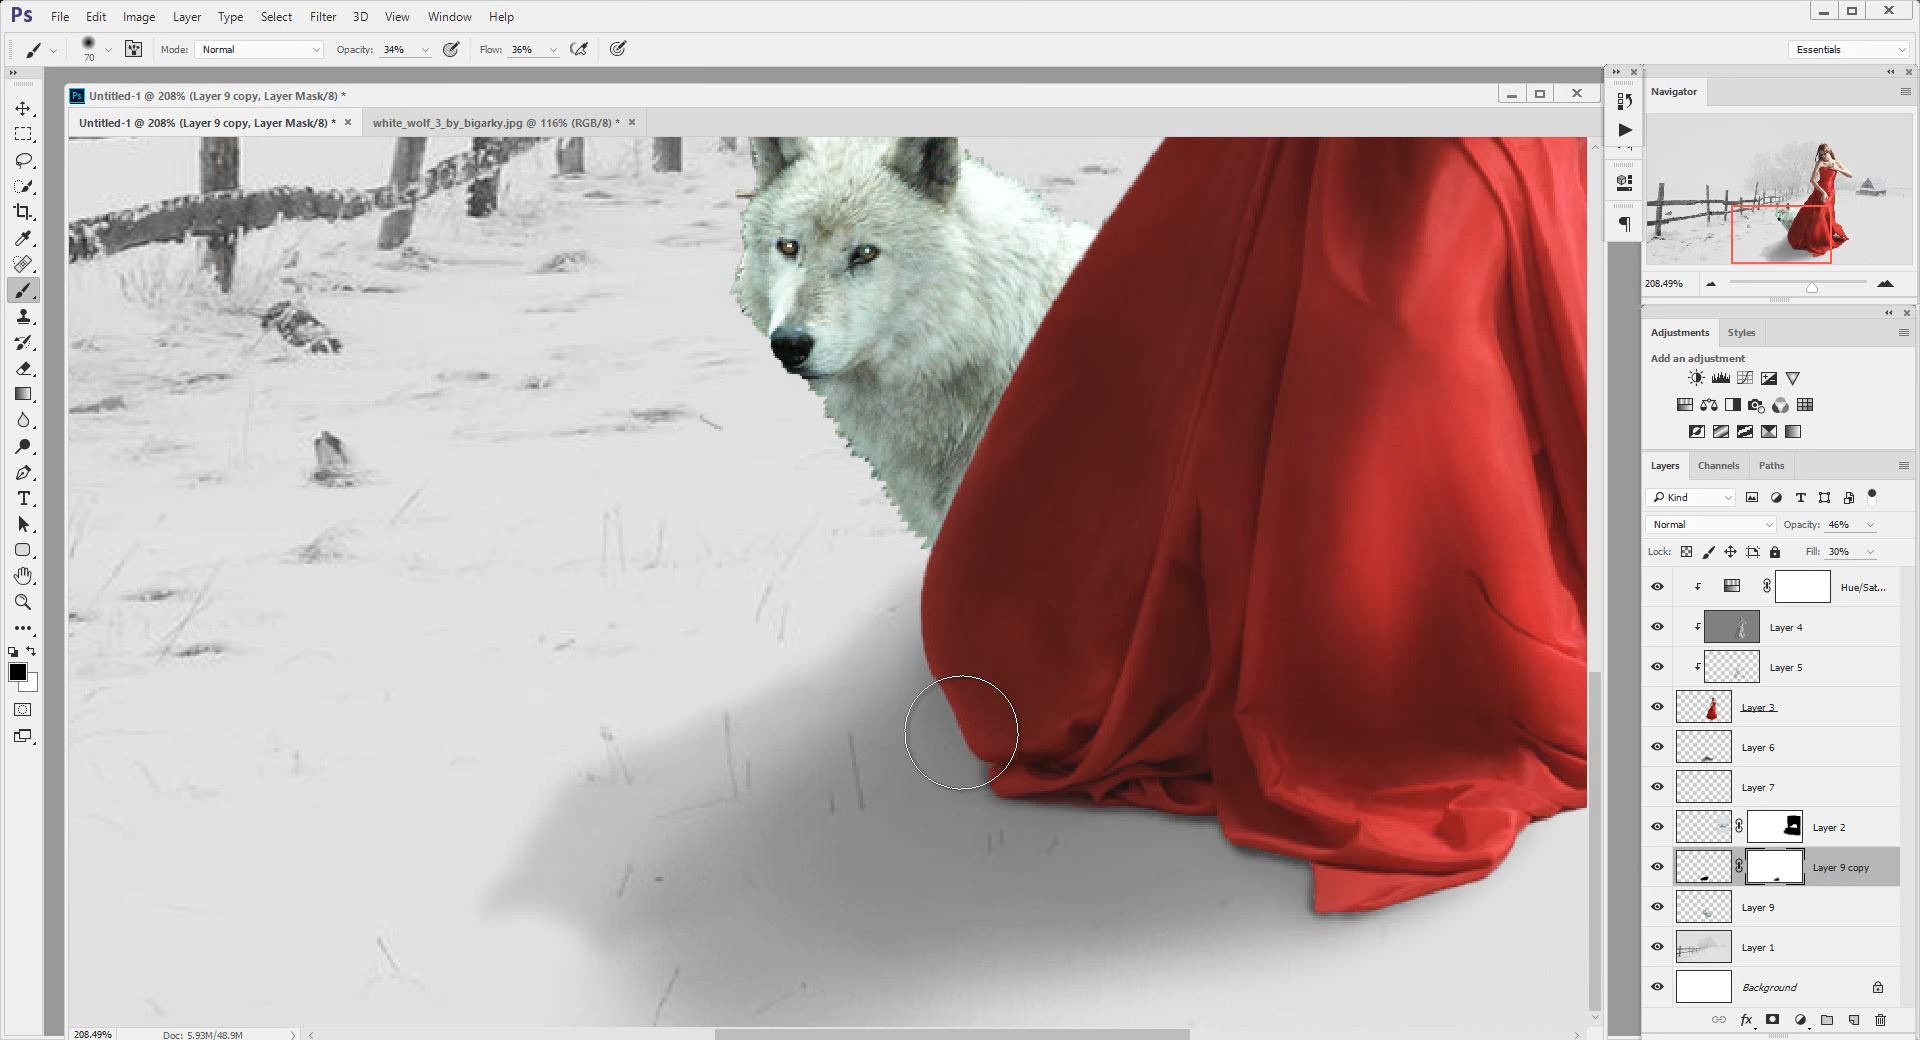 Ps File Edit Image Layer Type Select Filter 3D View Window Help
70 Mode: Normal Opacity: 34% Flow: 36% Essentials
Ps Untitled-1 @ 208% (Layer 9 copy, Layer Mask/8) *
Untitled-1 @ 208% (Layer 9 copy, Layer Mask/8) * white_wolf_3_by_bigarky.jpg @ 116% (RGB/8) *
Navigator
208.49%
Adjustments Styles
Add an adjustment
Layers Channels Paths
Kind
Normal Opacity: 46%
Lock: Fill: 30%
Hue/Sat...
Layer 4
Layer 5
Layer 3
Layer 6
Layer 7
Layer 2
Layer 9 copy
Layer 9
Layer 1
Background
fx
208.49% Doc: 5.93M/48.9M